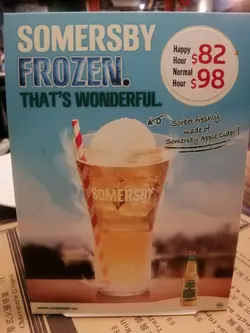 SOMERSBY
FROZEN.
THAT'S WONDERFUL.
Happy
Hour $82
Normal
Hour $98
Sorbet freshly
made of
Somersby Apple Cider!
SOMERSBY